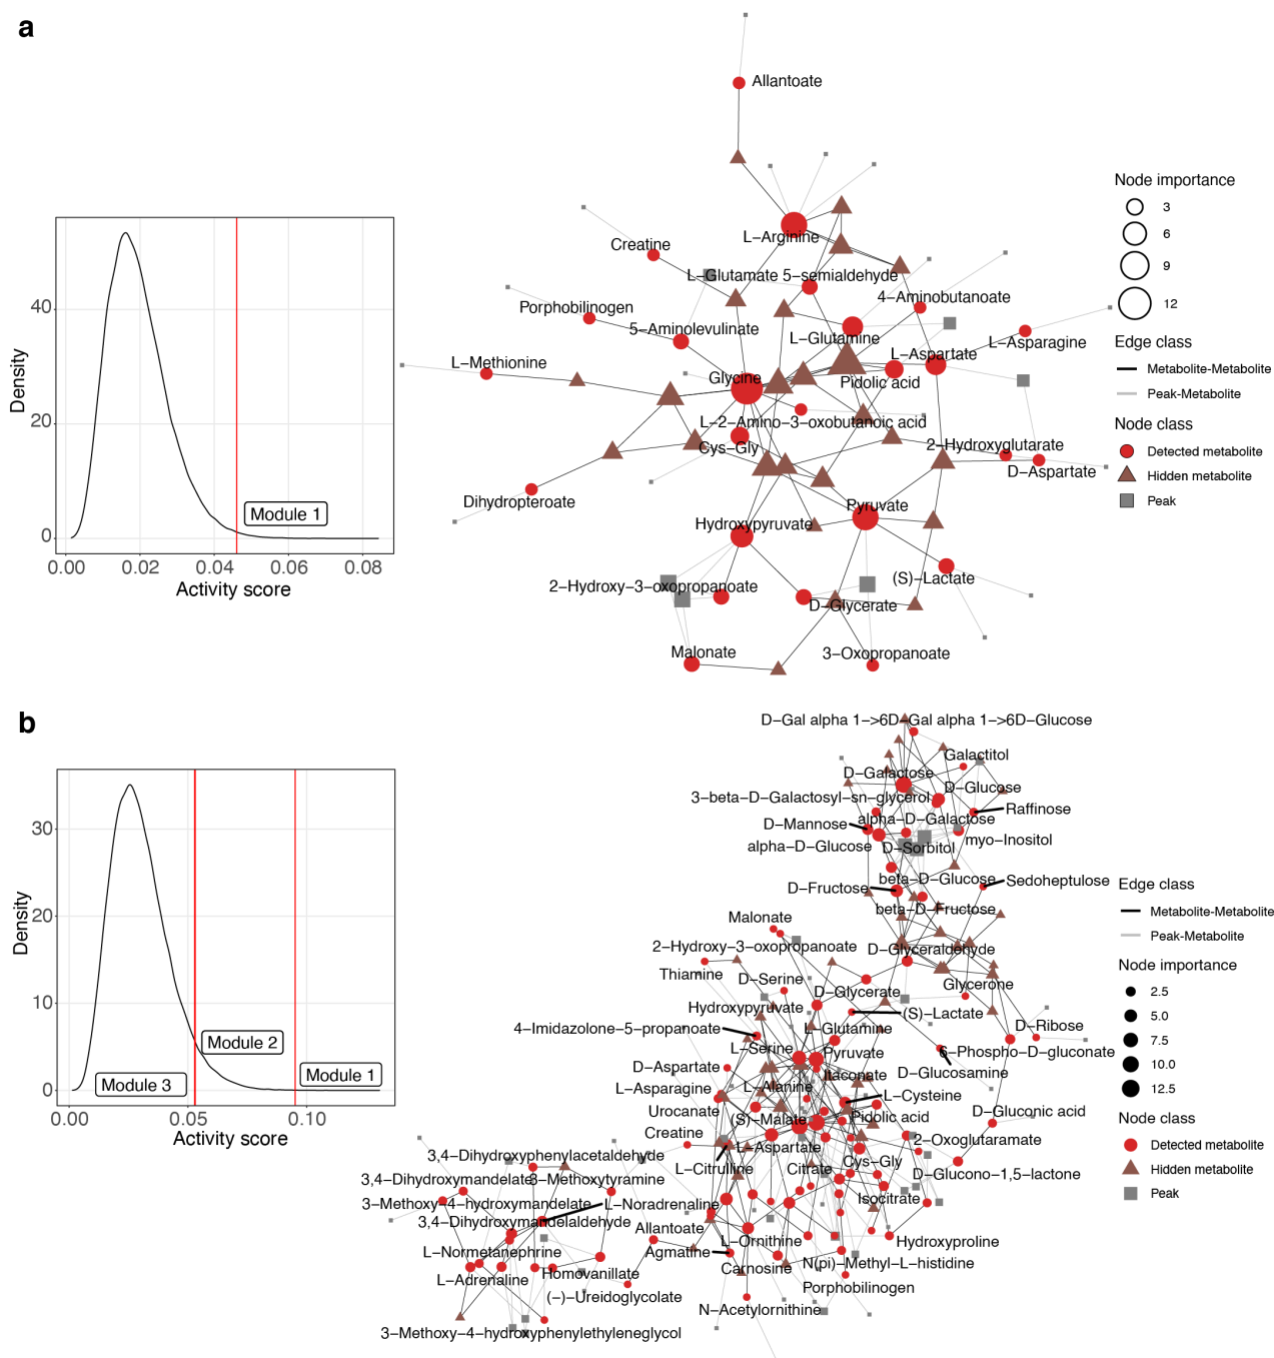 a
Allantoate
L−Arginine
Creatine
L−Glutamate 5−semialdehyde
Porphobilinogen
4−Aminobutanoate
5−Aminolevulinate
L−Glutamine
L−Asparagine
L−Aspartate
L−Methionine
Glycine
Pidolic acid
L−2−Amino−3−oxobutanoic acid
Cys−Gly
2−Hydroxyglutarate
D−Aspartate
Dihydropteroate
Pyruvate
Hydroxypyruvate
(S)−Lactate
2−Hydroxy−3−oxopropanoate
D−Glycerate
Malonate
3−Oxopropanoate
Density
40
20
0
0.00
0.02
0.04
0.06
0.08
Activity score
Module 1
Node importance
3
6
9
12
Edge class
Metabolite−Metabolite
Peak−Metabolite
Node class
Detected metabolite
Hidden metabolite
Peak
b
Density
30
20
10
0
0.00
0.05
0.10
Activity score
Module 2
Module 3
Module 1
D−Gal alpha 1−>6D−Gal alpha 1−>6D−Glucose
Galactitol
D−Galactose
D−Glucose
3−beta−D−Galactosyl−sn−glycerol
Raffinose
D−Mannose
alpha−D−Galactose
alpha−D−Glucose
D−Sorbitol
myo−Inositol
beta−D−Glucose
Sedoheptulose
D−Fructose
beta−D−Fructose
Malonate
2−Hydroxy−3−oxopropanoate
D−Glyceraldehyde
Thiamine
D−Serine
D−Glycerate
Glycerone
Hydroxypyruvate
(S)−Lactate
4−Imidazolone−5−propanoate
L−Glutamine
D−Ribose
L−Serine
Pyruvate
6−Phospho−D−gluconate
D−Aspartate
Itaconate
D−Glucosamine
L−Asparagine
L−Alanine
L−Cysteine
Urocanate
(S)−Malate
Pidolic acid
D−Gluconic acid
Creatine
L−Aspartate
2−Oxoglutaramate
3,4−Dihydroxyphenylacetaldehyde
L−Citrulline
Citrate
Cys−Gly
D−Glucono−1,5−lactone
3,4−Dihydroxymandelate
3−Methoxytyramine
Isocitrate
3−Methoxy−4−hydroxymandelate
L−Noradrenaline
3,4−Dihydroxymandelaldehyde
Allantoate
L−Ornithine
Hydroxyproline
L−Normetanephrine
Agmatine
Carnosine
N(pi)−Methyl−L−histidine
L−Adrenaline
Homovanillate
Porphobilinogen
(−)−Ureidoglycolate
N−Acetylornithine
3−Methoxy−4−hydroxyphenylethyleneglycol
Edge class
Metabolite−Metabolite
Peak−Metabolite
Node importance
2.5
5.0
7.5
10.0
12.5
Node class
Detected metabolite
Hidden metabolite
Peak